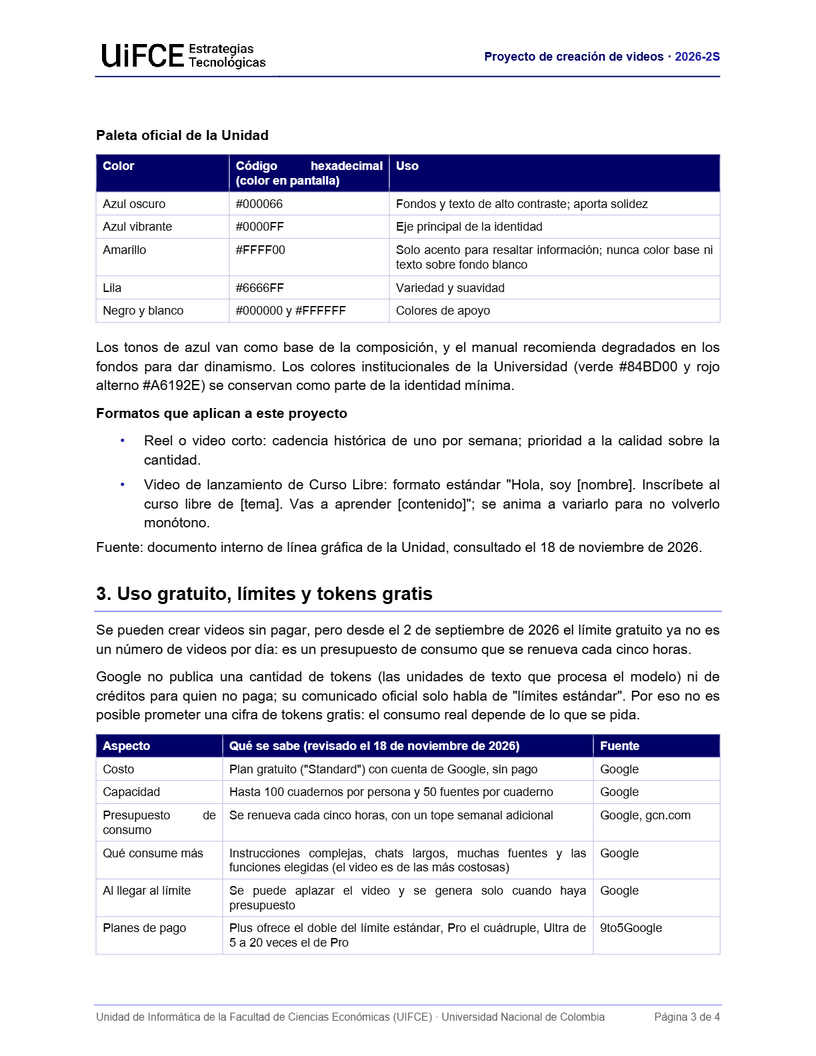 UiFCE Estrategias Tecnológicas
Proyecto de creación de videos · 2026-2S
Paleta oficial de la Unidad
Color Código hexadecimal (color en pantalla) Uso
Azul oscuro #000066 Fondos y texto de alto contraste; aporta solidez
Azul vibrante #0000FF Eje principal de la identidad
Amarillo #FFFF00 Solo acento para resaltar información; nunca color base ni
texto sobre fondo blanco
Lila #6666FF Variedad y suavidad
Negro y blanco #000000 y #FFFFFF Colores de apoyo
Los tonos de azul van como base de la composición, y el manual recomienda degradados en los
fondos para dar dinamismo. Los colores institucionales de la Universidad (verde #84BD00 y rojo
alterno #A6192E) se conservan como parte de la identidad mínima.
Formatos que aplican a este proyecto
• Reel o video corto: cadencia histórica de uno por semana; prioridad a la calidad sobre la
cantidad.
• Video de lanzamiento de Curso Libre: formato estándar "Hola, soy [nombre]. Inscríbete al
curso libre de [tema]. Vas a aprender [contenido]"; se anima a variarlo para no volverlo
monótono.
Fuente: documento interno de línea gráfica de la Unidad, consultado el 18 de noviembre de 2026.
3. Uso gratuito, límites y tokens gratis
Se pueden crear videos sin pagar, pero desde el 2 de septiembre de 2026 el límite gratuito ya no es
un número de videos por día: es un presupuesto de consumo que se renueva cada cinco horas.
Google no publica una cantidad de tokens (las unidades de texto que procesa el modelo) ni de
créditos para quien no paga; su comunicado oficial solo habla de "límites estándar". Por eso no es
posible prometer una cifra de tokens gratis: el consumo real depende de lo que se pida.
Aspecto Qué se sabe (revisado el 18 de noviembre de 2026) Fuente
Costo Plan gratuito ("Standard") con cuenta de Google, sin pago Google
Capacidad Hasta 100 cuadernos por persona y 50 fuentes por cuaderno Google
Presupuesto de consumo Se renueva cada cinco horas, con un tope semanal adicional Google, gcn.com
Qué consume más Instrucciones complejas, chats largos, muchas fuentes y las
funciones elegidas (el video es de las más costosas) Google
Al llegar al límite Se puede aplazar el video y se genera solo cuando haya
presupuesto Google
Planes de pago Plus ofrece el doble del límite estándar, Pro el cuádruple, Ultra de
5 a 20 veces el de Pro 9to5Google
Unidad de Informática de la Facultad de Ciencias Económicas (UIFCE) · Universidad Nacional de Colombia Página 3 de 4